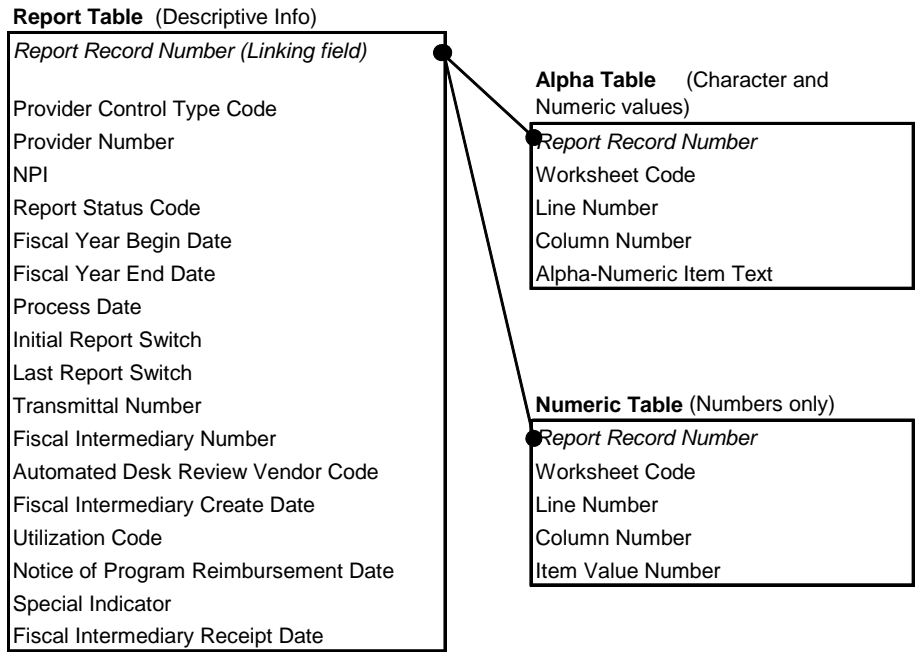 Report Table (Descriptive Info)
Report Record Number (Linking field)
Provider Control Type Code
Provider Number
NPI
Report Status Code
Fiscal Year Begin Date
Fiscal Year End Date
Process Date
Initial Report Switch
Last Report Switch
Transmittal Number
Fiscal Intermediary Number
Automated Desk Review Vendor Code
Fiscal Intermediary Create Date
Utilization Code
Notice of Program Reimbursement Date
Special Indicator
Fiscal Intermediary Receipt Date
Alpha Table (Character and
Numeric values)
Report Record Number
Worksheet Code
Line Number
Column Number
Alpha-Numeric Item Text
Numeric Table (Numbers only)
Report Record Number
Worksheet Code
Line Number
Column Number
Item Value Number